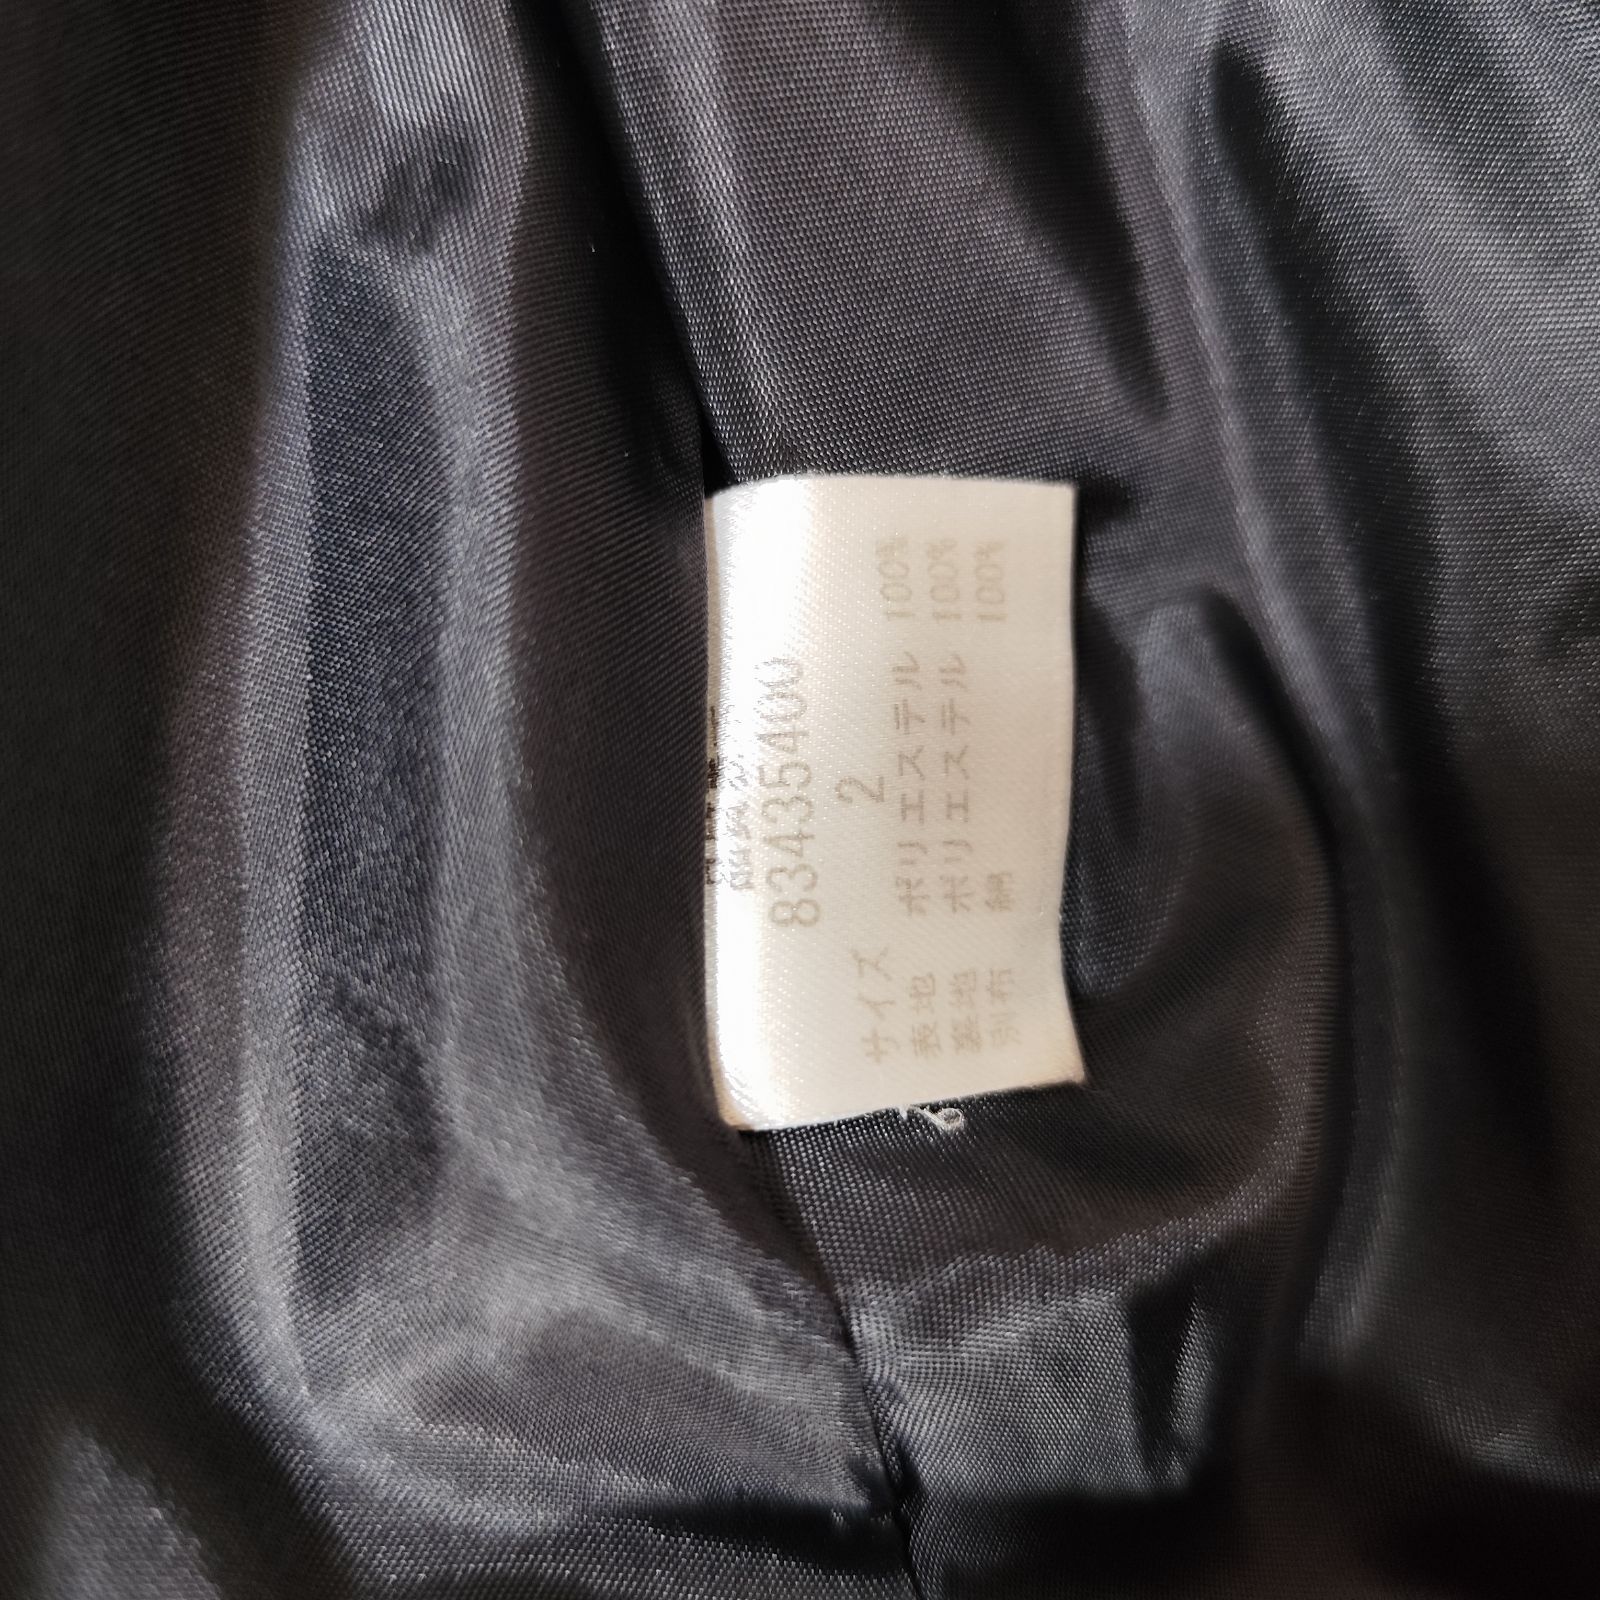 83435400
サイズ 2
表地 ポリエステル 100%
裏地 ポリエステル 100%
別布 綿 100%